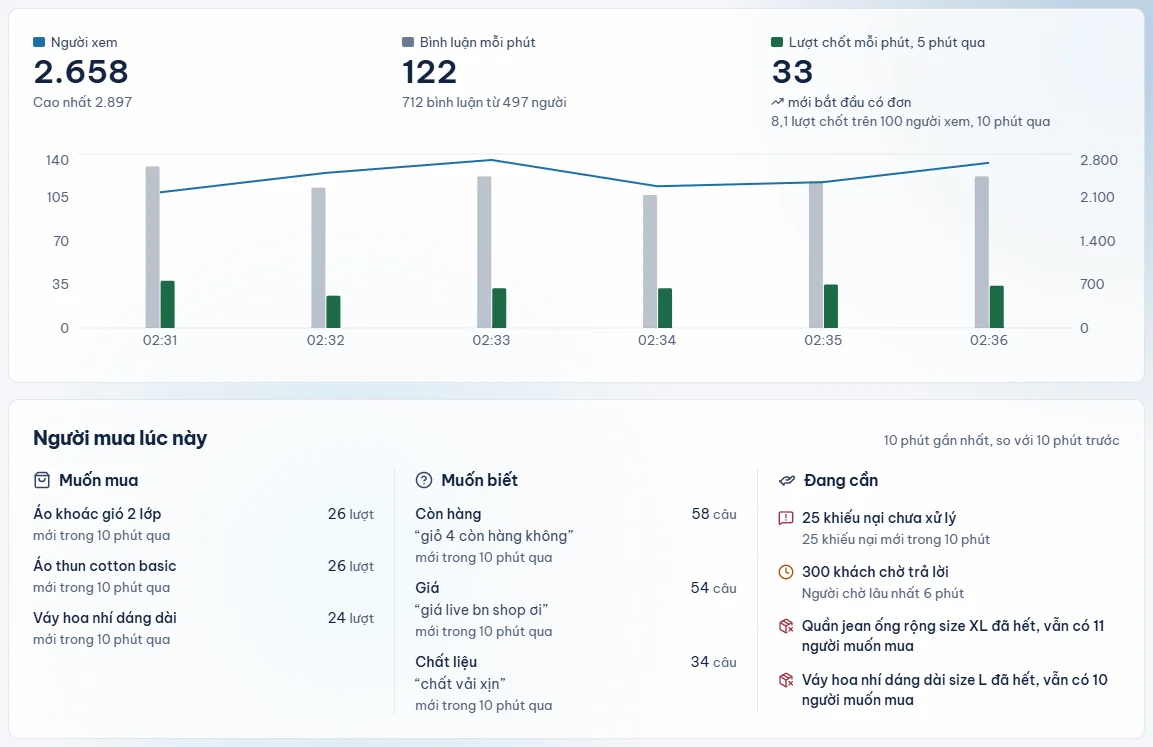 Người xem
2.658
Cao nhất 2.897
Bình luận mỗi phút
122
712 bình luận từ 497 người
Lượt chốt mỗi phút, 5 phút qua
33
mới bắt đầu có đơn
8,1 lượt chốt trên 100 người xem, 10 phút qua
140
105
70
35
0
2.800
2.100
1.400
700
0
02:31
02:32
02:33
02:34
02:35
02:36
Người mua lúc này
10 phút gần nhất, so với 10 phút trước
Muốn mua
Áo khoác gió 2 lớp
26 lượt
mới trong 10 phút qua
Áo thun cotton basic
26 lượt
mới trong 10 phút qua
Váy hoa nhí dáng dài
24 lượt
mới trong 10 phút qua
Muốn biết
Còn hàng
58 câu
“giỏ 4 còn hàng không”
mới trong 10 phút qua
Giá
54 câu
“giá live bn shop ơi”
mới trong 10 phút qua
Chất liệu
34 câu
“chất vải xịn”
mới trong 10 phút qua
Đang cần
25 khiếu nại chưa xử lý
25 khiếu nại mới trong 10 phút
300 khách chờ trả lời
Người chờ lâu nhất 6 phút
Quần jean ống rộng size XL đã hết, vẫn có 11
người muốn mua
Váy hoa nhí dáng dài size L đã hết, vẫn có 10
người muốn mua